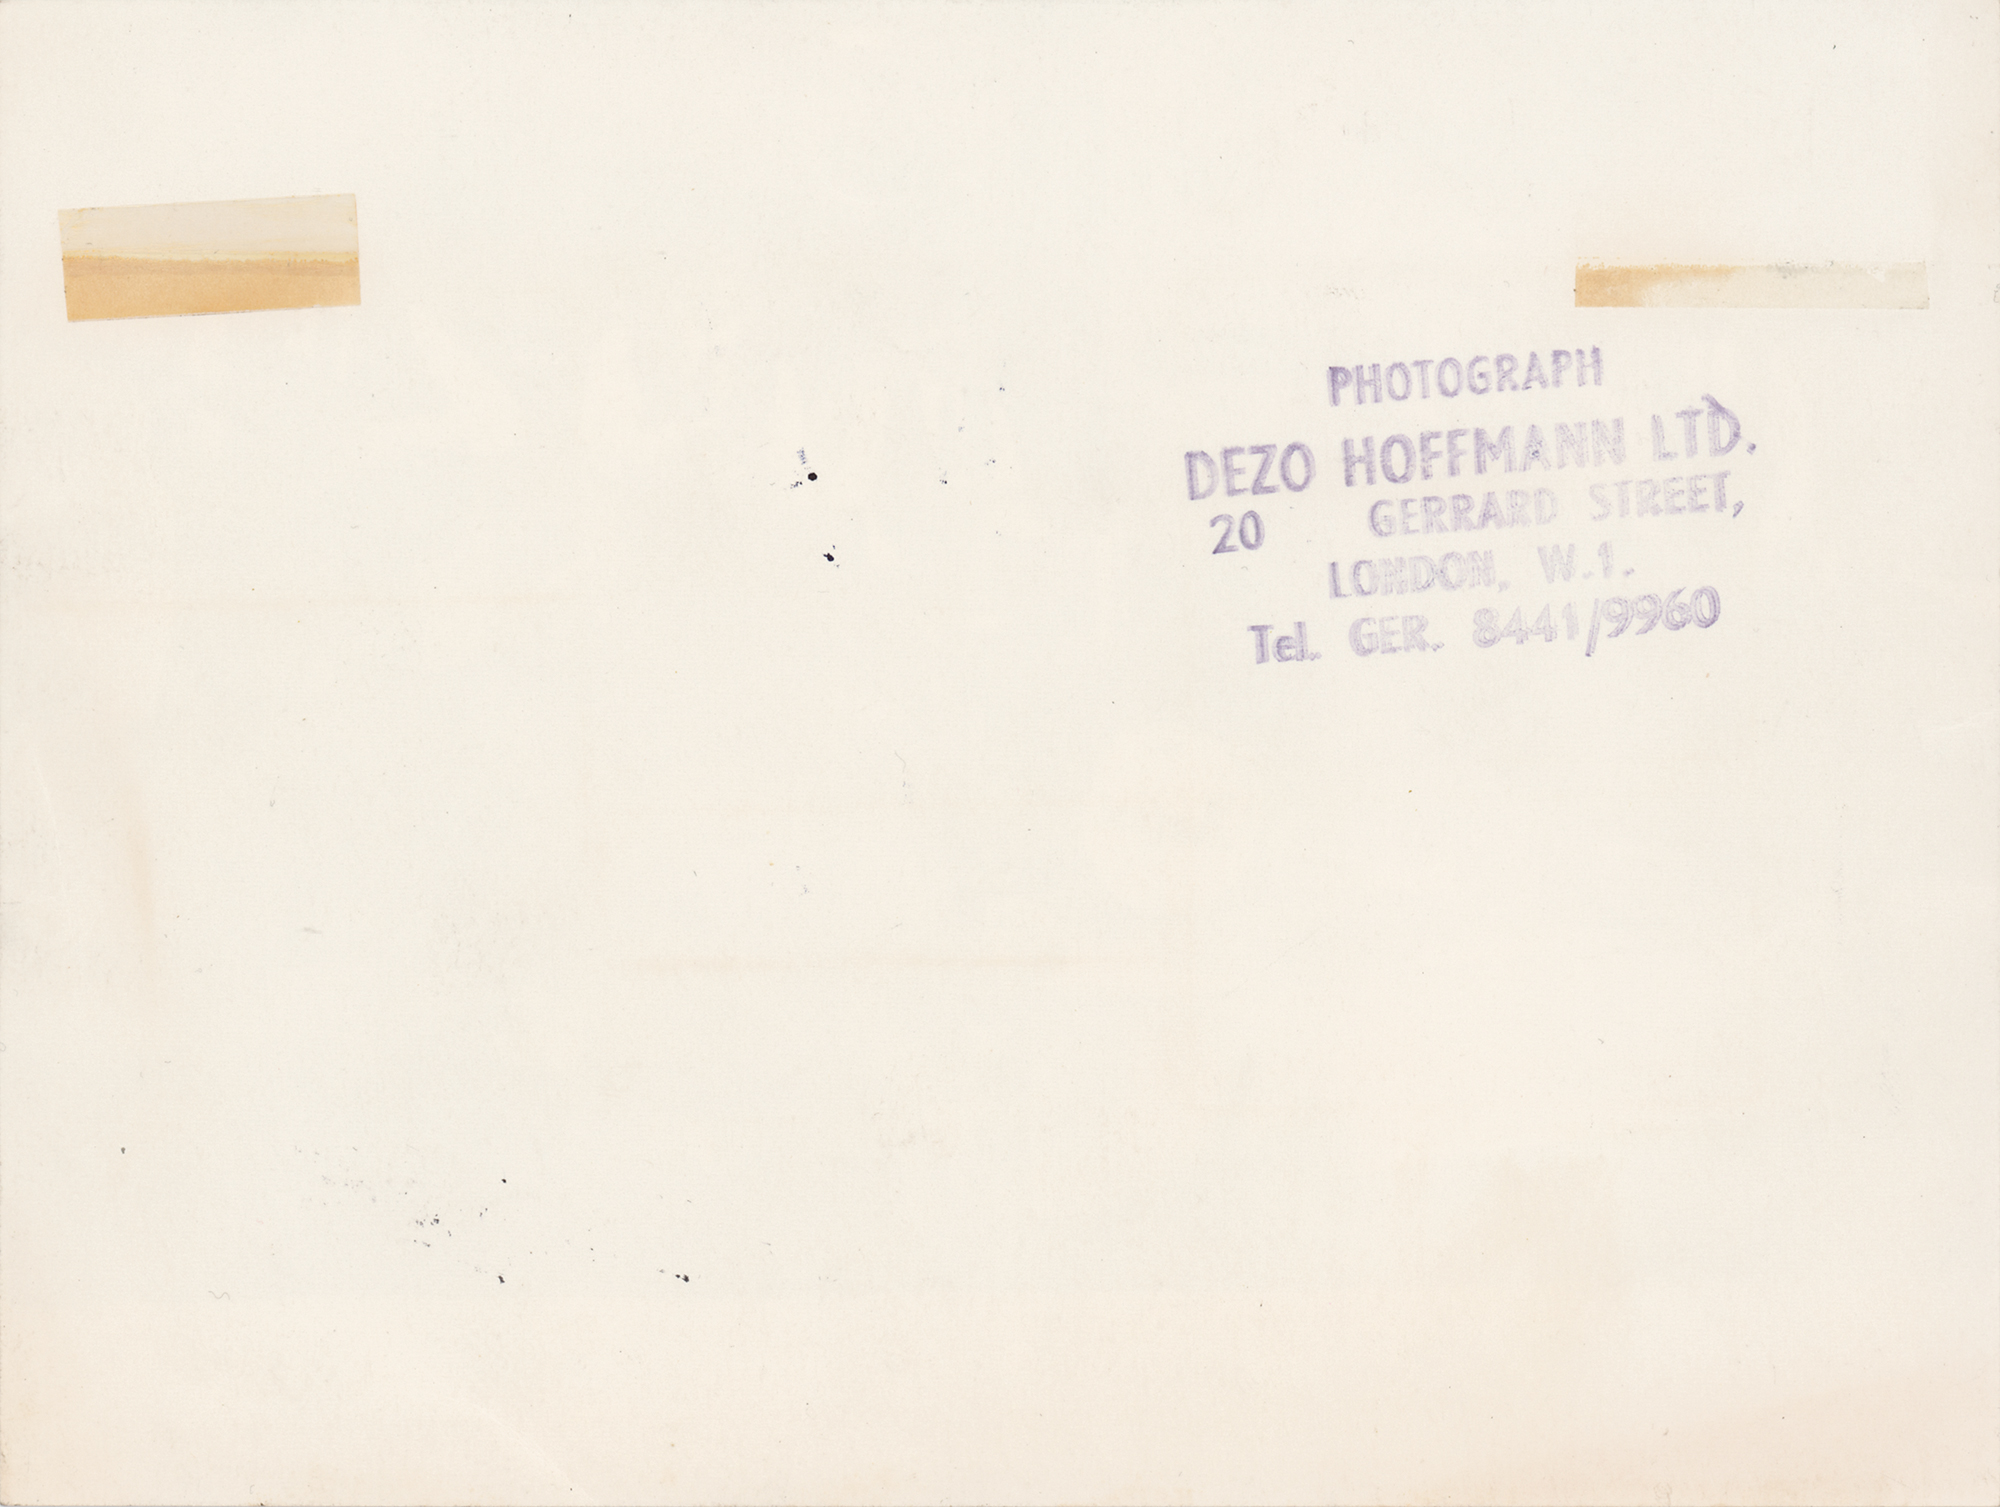 PHOTOGRAPH
DEZO HOFFMANN LTD.
20 GERRARD STREET,
LONDON, W.1.
Tel. GER. 8441/9960